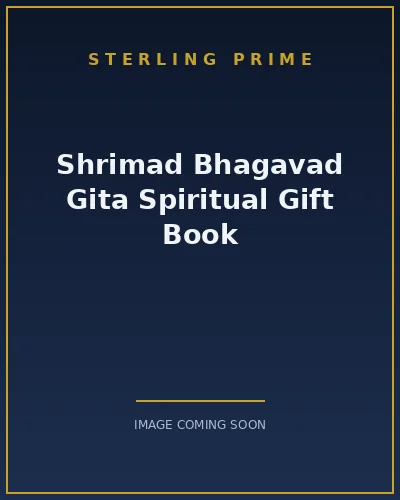 STERLING PRIME
Shrimad Bhagavad
Gita Spiritual Gift
Book
IMAGE COMING SOON